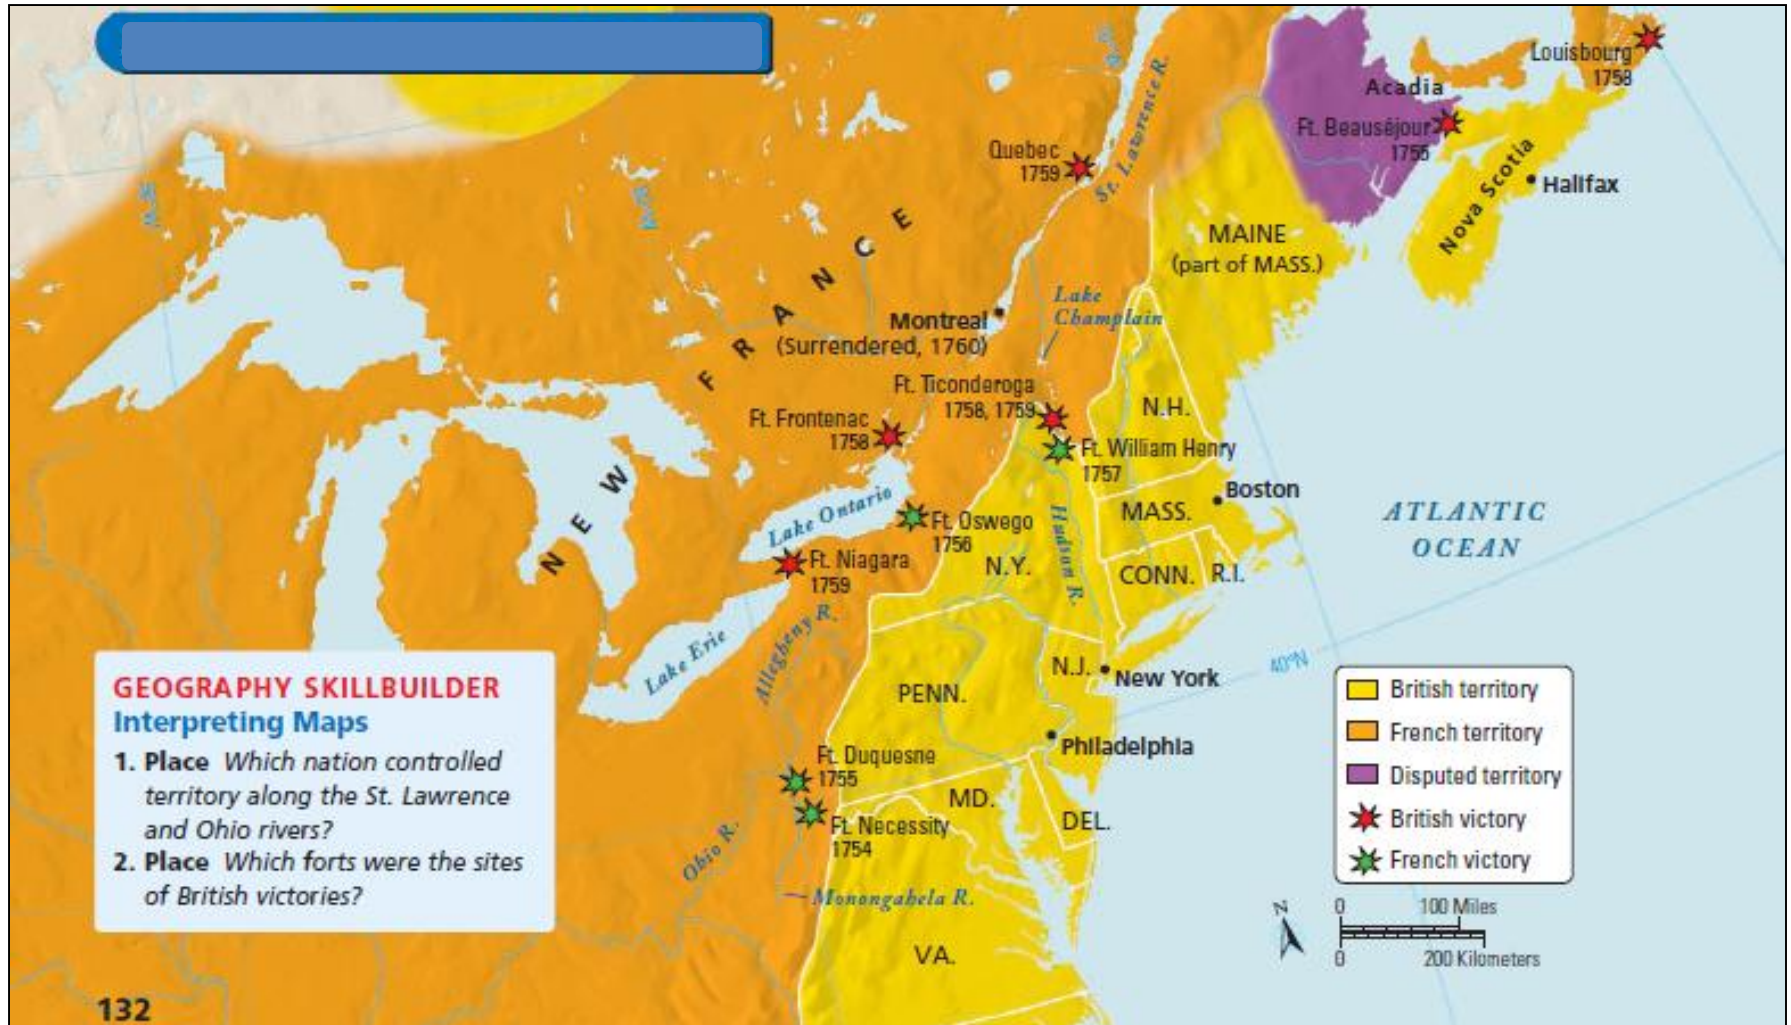 Louisbourg
1758
Acadia
Ft. Beauséjour
1755
Nova Scotia
Halifax
Quebec
1759
St. Lawrence R.
MAINE
(part of MASS.)
NEW FRANCE
Lake
Champlain
Montreal
(Surrendered, 1760)
Ft. Ticonderoga
1758, 1759
N.H.
Ft. Frontenac
1758
Ft. William Henry
1757
Boston
MASS.
ATLANTIC
OCEAN
Lake Ontario
Ft. Oswego
1756
Hudson R.
N.Y.
Ft. Niagara
1759
CONN.
R.I.
Allegheny R.
Lake Erie
40°N
N.J.
New York
PENN.
Philadelphia
Ft. Duquesne
1755
MD.
DEL.
Ft. Necessity
1754
Ohio R.
Monongahela R.
VA.
GEOGRAPHY SKILLBUILDER
Interpreting Maps
1. Place Which nation controlled
territory along the St. Lawrence
and Ohio rivers?
2. Place Which forts were the sites
of British victories?
British territory
French territory
Disputed territory
British victory
French victory
N
0 100 Miles
0 200 Kilometers
132